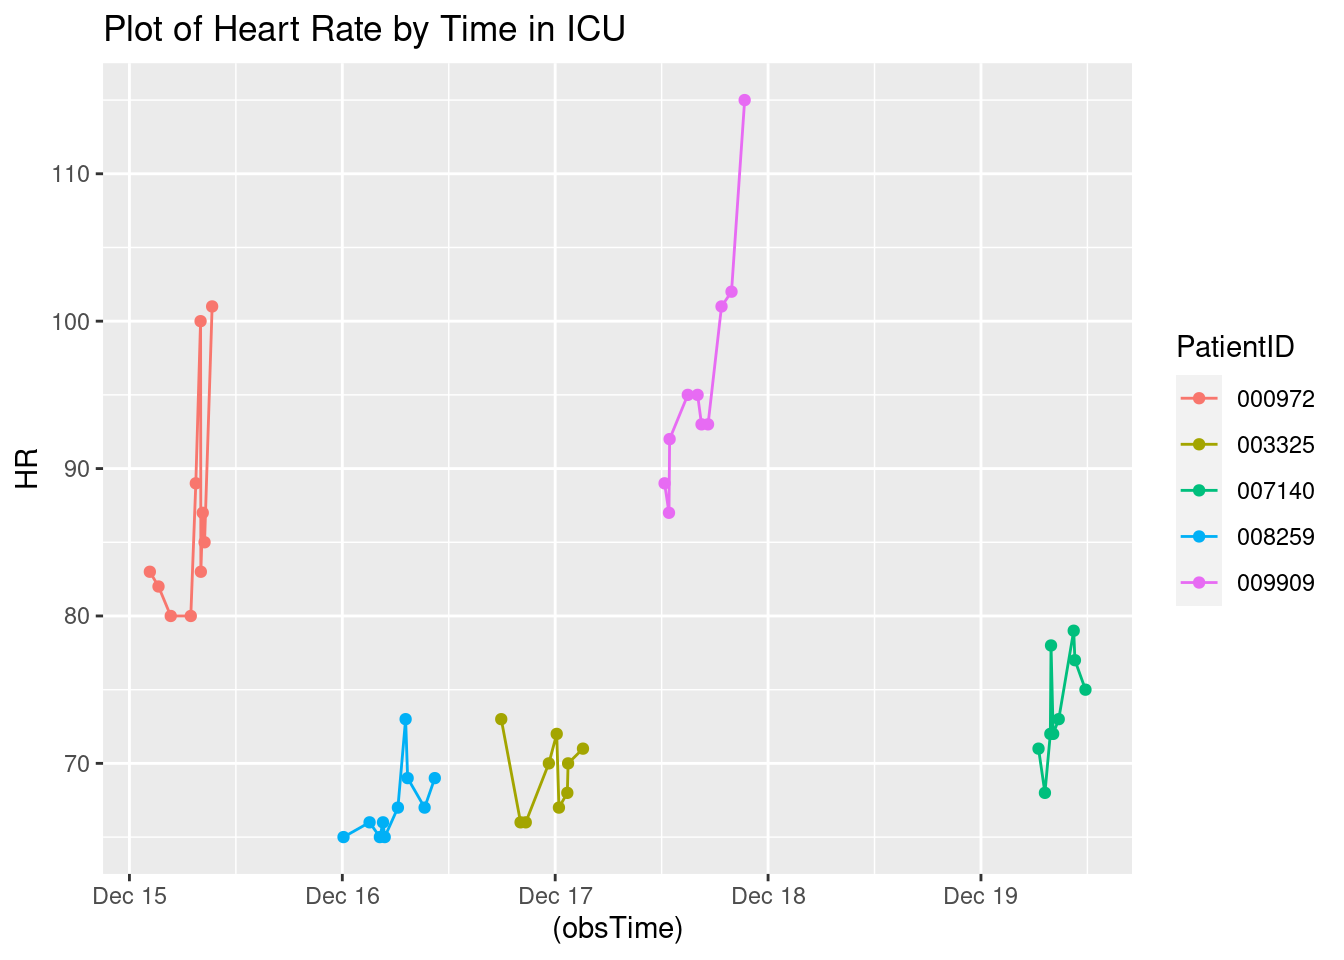 Plot of Heart Rate by Time in ICU
HR
110
100
90
80
70
Dec 15
Dec 16
Dec 17
Dec 18
Dec 19
(obsTime)
PatientID
000972
003325
007140
008259
009909